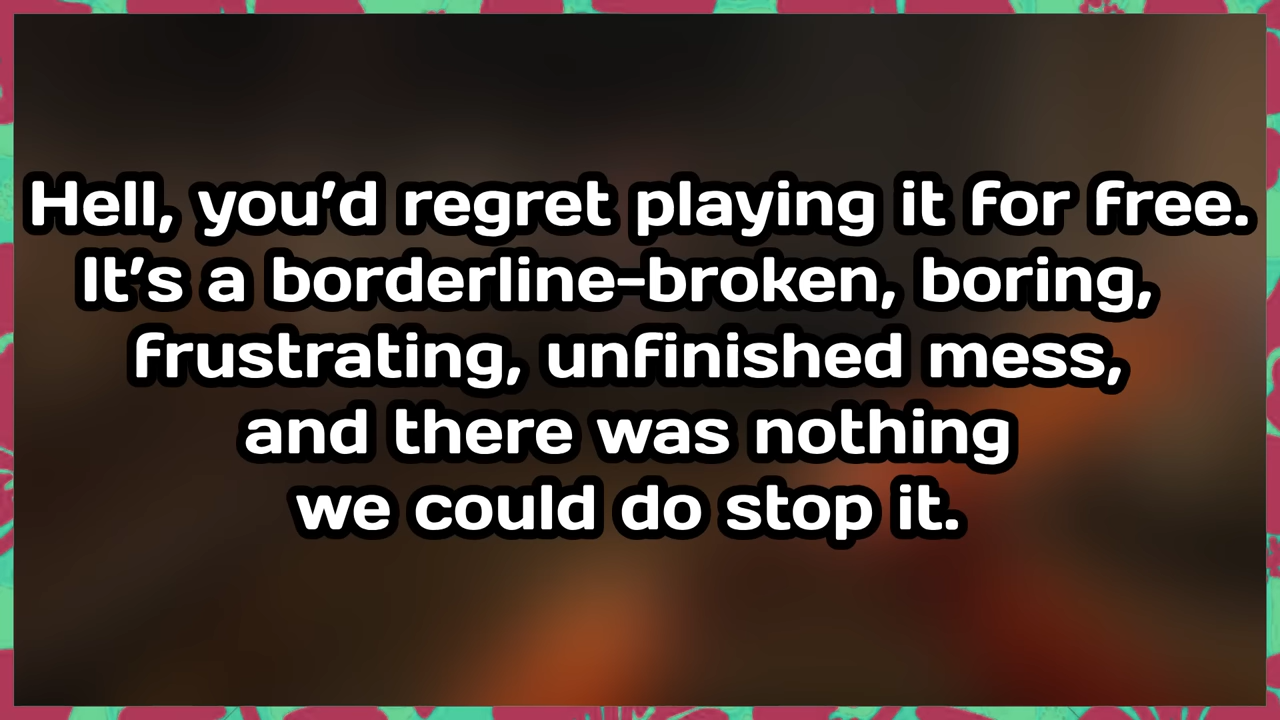 Hell, you’d regret playing it for free.
It’s a borderline-broken, boring,
frustrating, unfinished mess,
and there was nothing
we could do stop it.